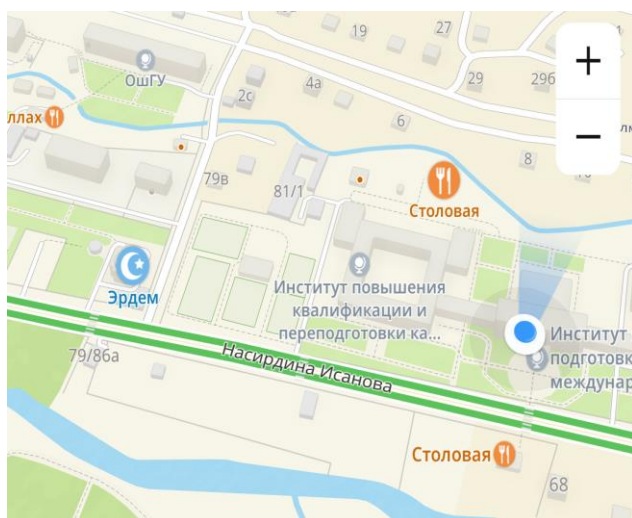 19
27
+
ОшГУ
4а
29
29б
2с
ллах
6
−
8
79в
81/1
Столовая
Эрдем
Институт повышения
квалификации и
переподготовки ка...
Институт
подготовк
междунар
79/86а
Насирдина Исанова
Столовая
68